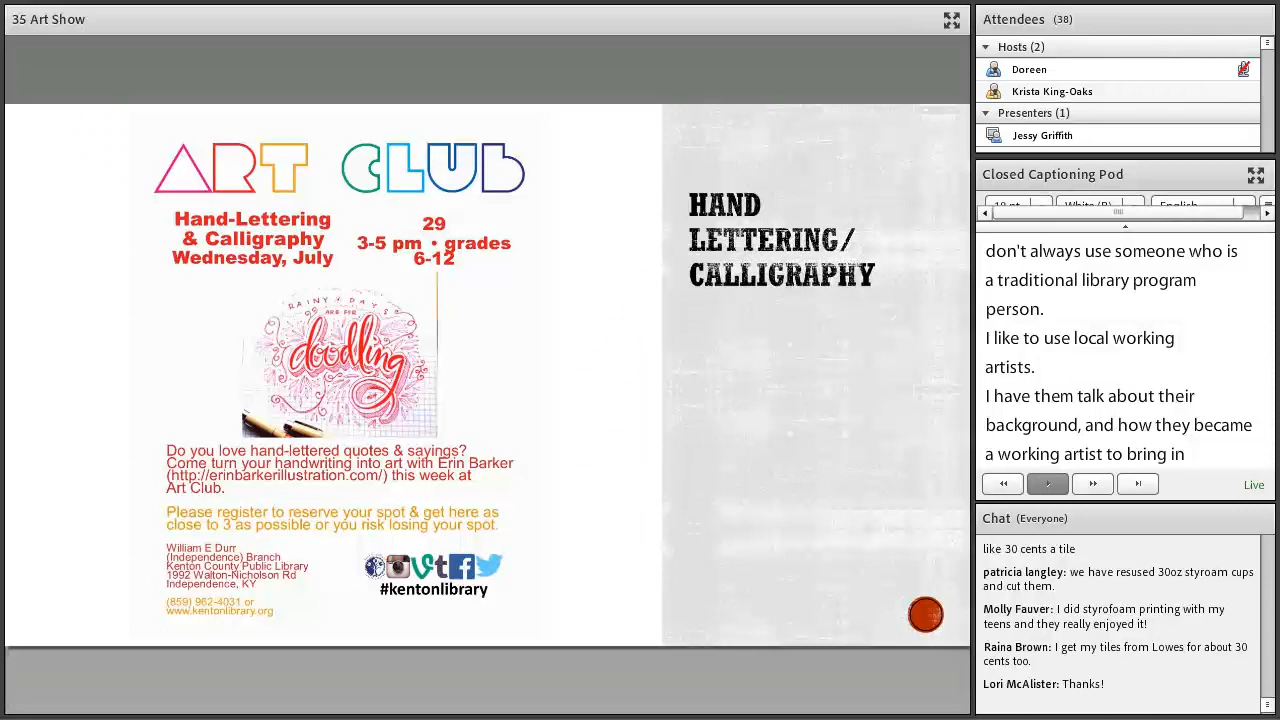 35 Art Show
ART CLUB
Hand-Lettering
& Calligraphy
Wednesday, July
29
3-5 pm • grades
6-12
RAINY DAYS
ARE FOR
doodling
Do you love hand-lettered quotes & sayings?
Come turn your handwriting into art with Erin Barker
(http://erinbarkerillustration.com/) this week at
Art Club.
Please register to reserve your spot & get here as
close to 3 as possible or you risk losing your spot.
William E Durr
(Independence) Branch
Kenton County Public Library
1992 Walton-Nicholson Rd
Independence, KY
(859) 962-4031 or
www.kentonlibrary.org
#kentonlibrary
HAND
LETTERING/
CALLIGRAPHY
Attendees (38)
Hosts (2)
Doreen
Krista King-Oaks
Presenters (1)
Jessy Griffith
Closed Captioning Pod
18 pt White (B) English
don't always use someone who is
a traditional library program
person.
I like to use local working
artists.
I have them talk about their
background, and how they became
a working artist to bring in
Live
Chat (Everyone)
like 30 cents a tile
patricia langley: we have resused 30oz styroam cups
and cut them.
Molly Fauver: I did styrofoam printing with my
teens and they really enjoyed it!
Raina Brown: I get my tiles from Lowes for about 30
cents too.
Lori McAlister: Thanks!